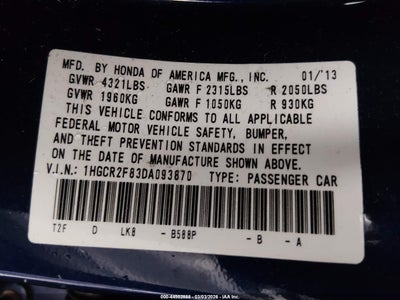 MFD. BY HONDA OF AMERICA MFG., INC. 01/'13
GVWR 4321LBS GAWR F 2315LBS R 2050LBS
GVWR 1960KG GAWR F 1050KG R 930KG
THIS VEHICLE CONFORMS TO ALL APPLICABLE
FEDERAL MOTOR VEHICLE SAFETY, BUMPER,
AND THEFT PREVENTION STANDARDS IN EFFECT
ON THE DATE OF MANUFACTURE SHOWN ABOVE.
V.I.N.: 1HGCR2F83DA093870 TYPE: PASSENGER CAR
T2F D LK8 - B588P - B - A